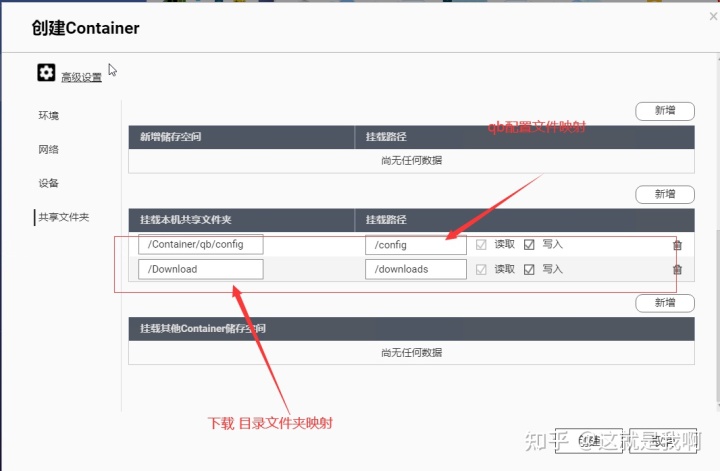 创建Container
高级设置
环境
网络
设备
共享文件夹
新增
新增储存空间 挂载路径
qb配置文件映射
尚无任何数据
新增
挂载本机共享文件夹 挂载路径
/Container/qb/config /config 读取 写入
/Download /downloads 读取 写入
新增
挂载其他Container储存空间
尚无任何数据
下载 目录文件夹映射
创建 取消
知乎 @这就是我啊